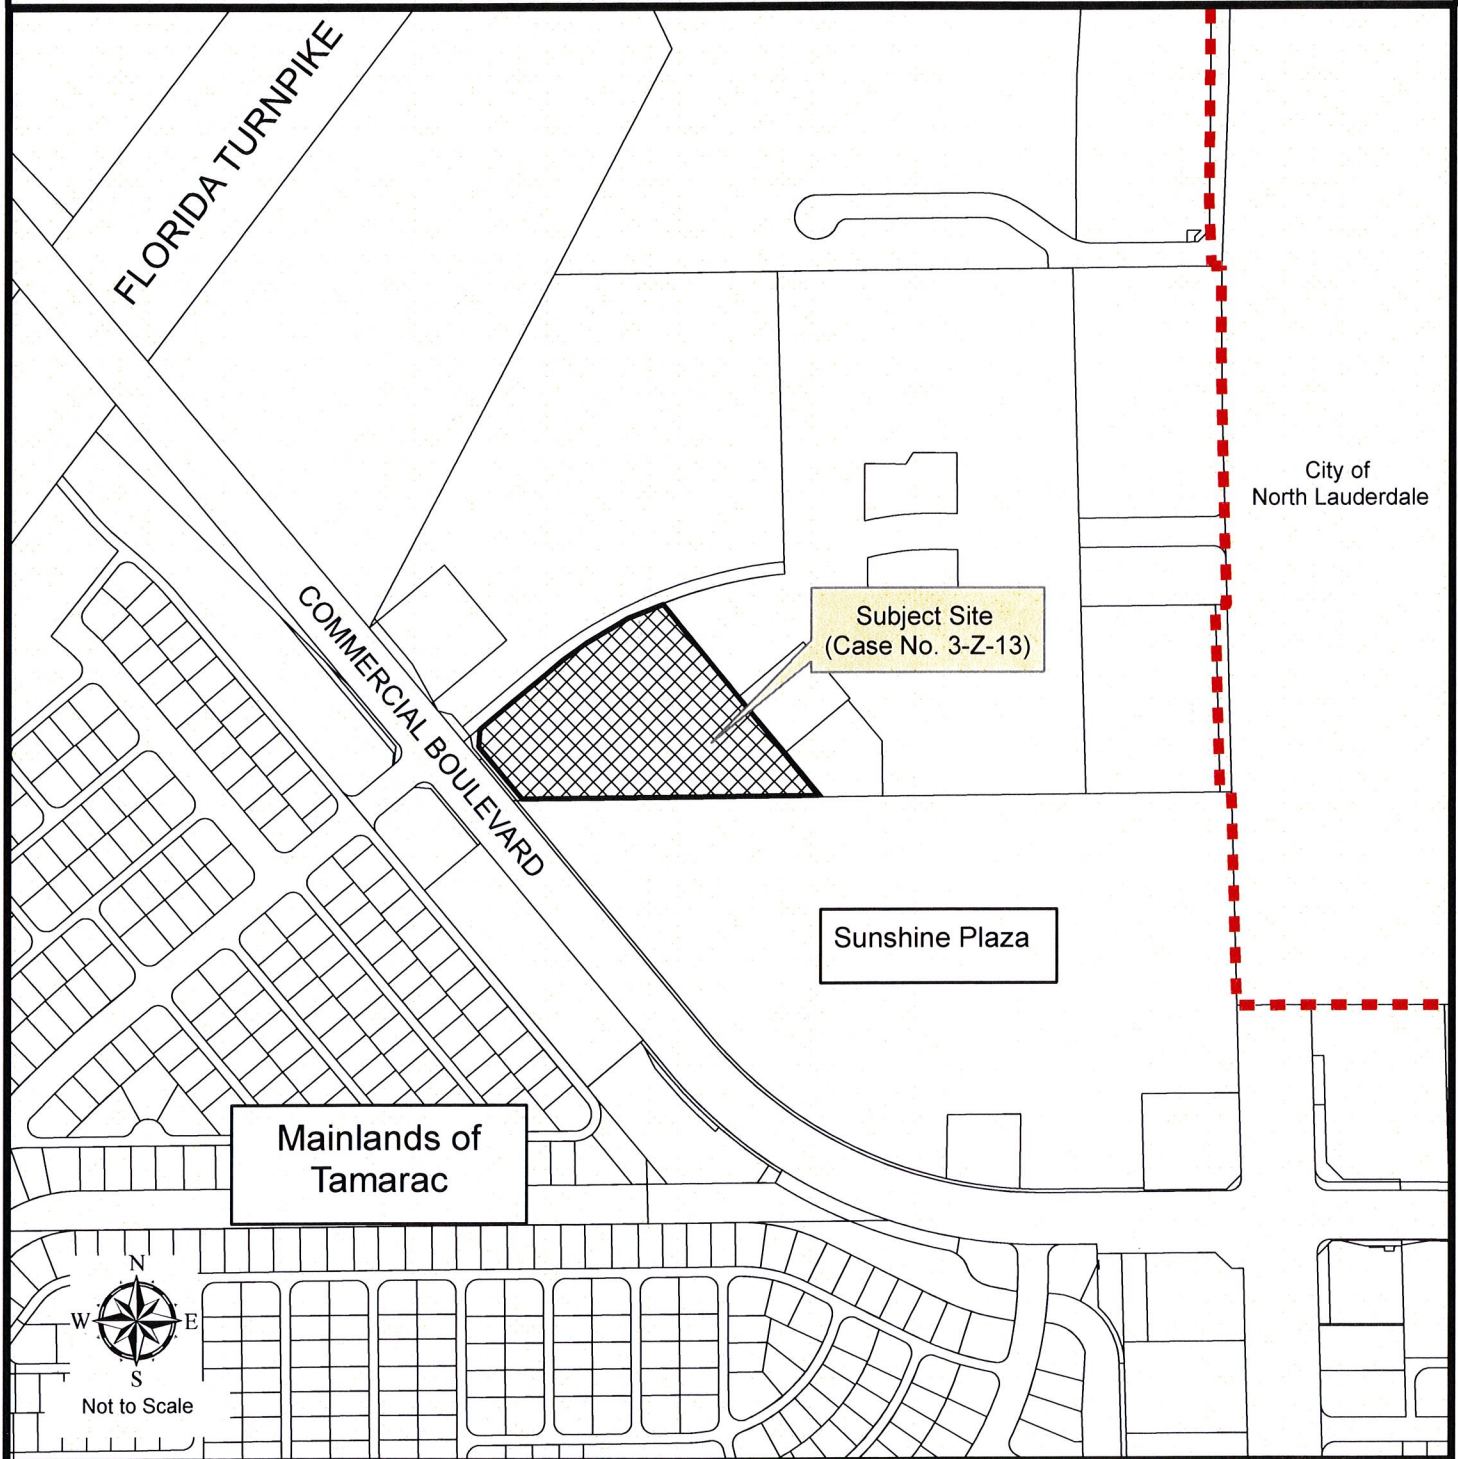 FLORIDA TURNPIKE
City of
North Lauderdale
COMMERCIAL BOULEVARD
Subject Site
(Case No. 3-Z-13)
Sunshine Plaza
Mainlands of
Tamarac
N
W E
S
Not to Scale